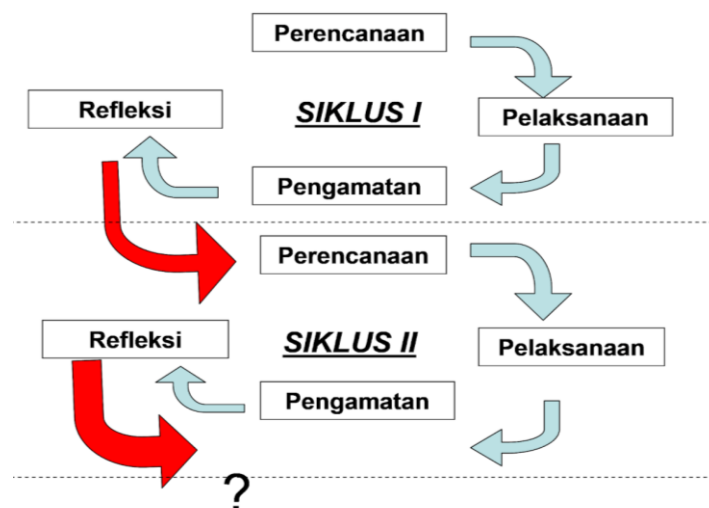 Perencanaan
Refleksi
SIKLUS I
Pelaksanaan
Pengamatan
Perencanaan
Refleksi
SIKLUS II
Pelaksanaan
Pengamatan
?